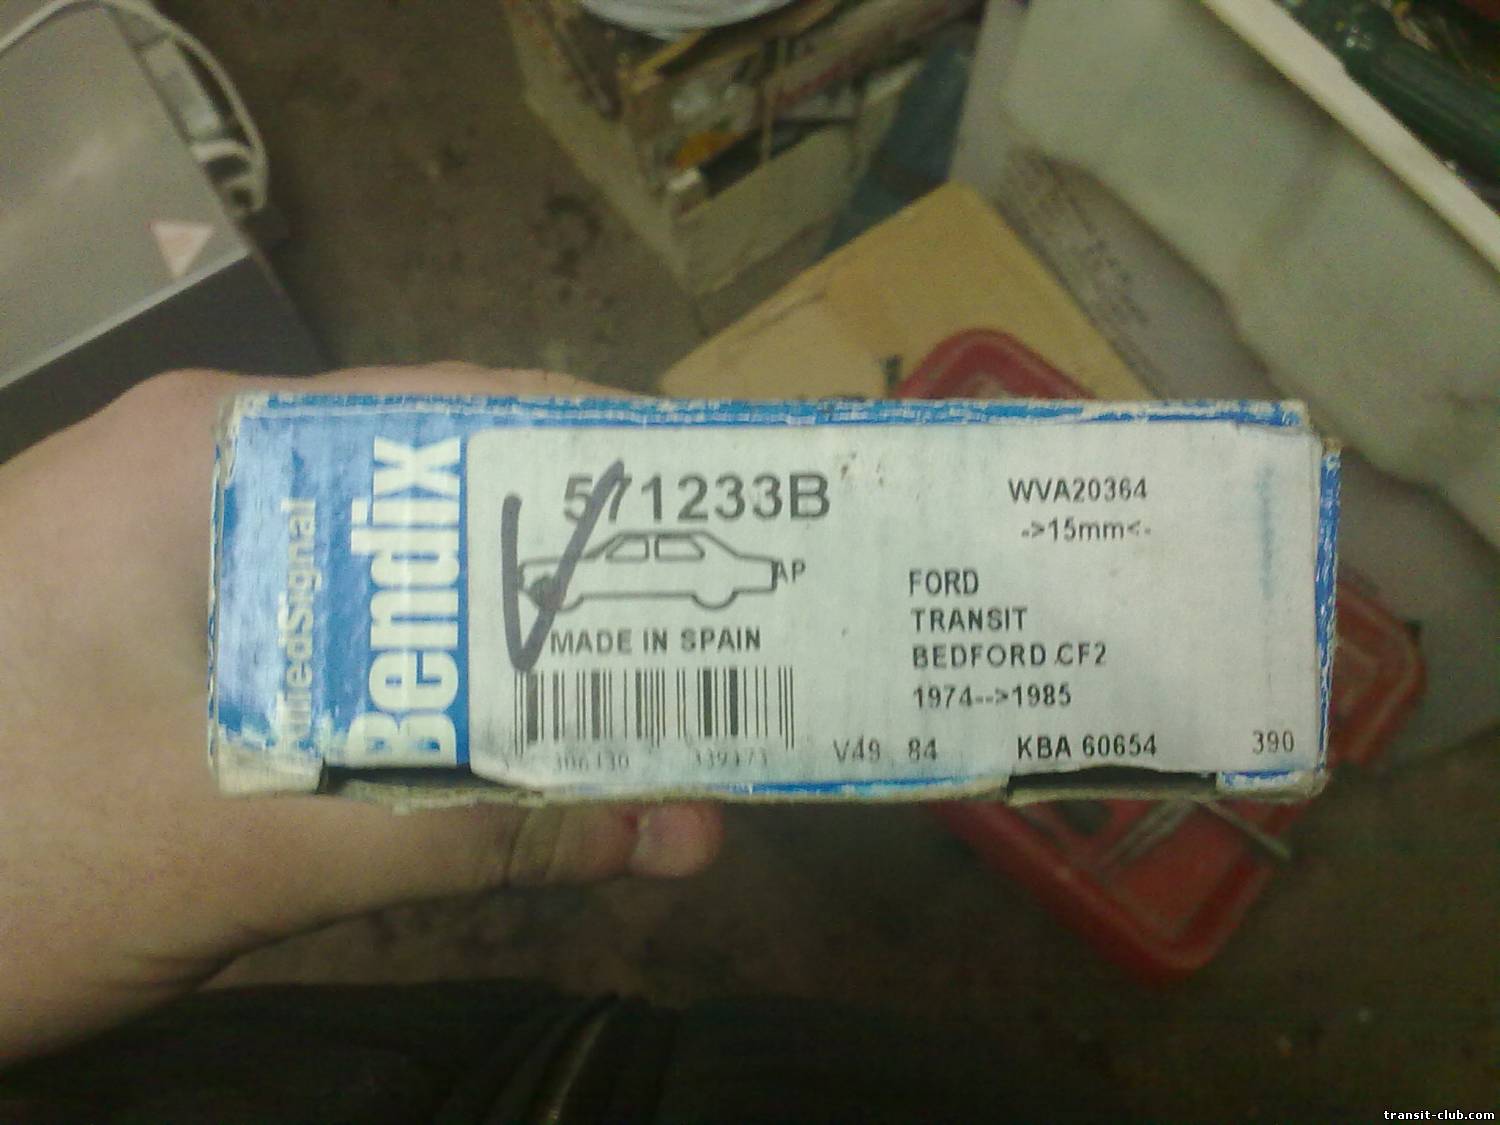 AlliedSignal
Bendix
571233B
AP
MADE IN SPAIN
WVA20364
->15mm<-
FORD
TRANSIT
BEDFORD CF2
1974-->1985
V49 84
KBA 60654
390
transit-club.com